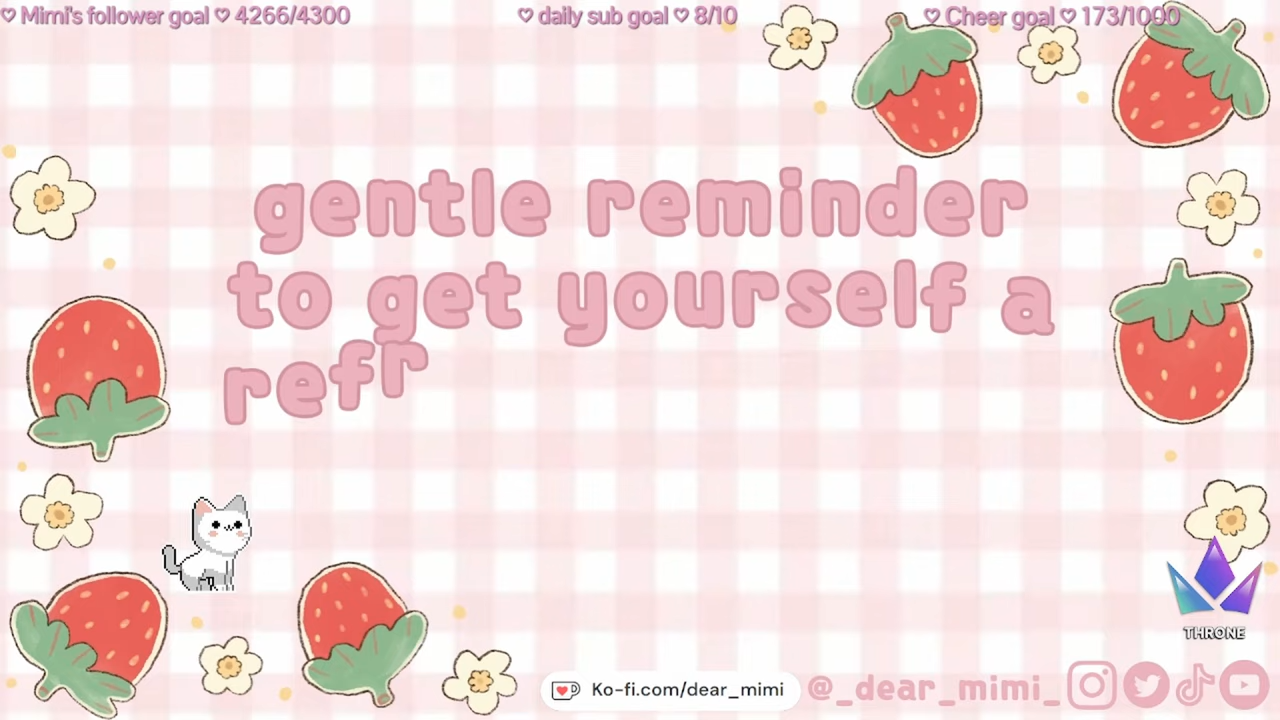 ♡ Mimi's follower goal ♡ 4266/4300
♡ daily sub goal ♡ 8/10
♡ Cheer goal ♡ 173/1000
gentle reminder
to get yourself a
refr
THRONE
Ko-fi.com/dear_mimi
@_dear_mimi_